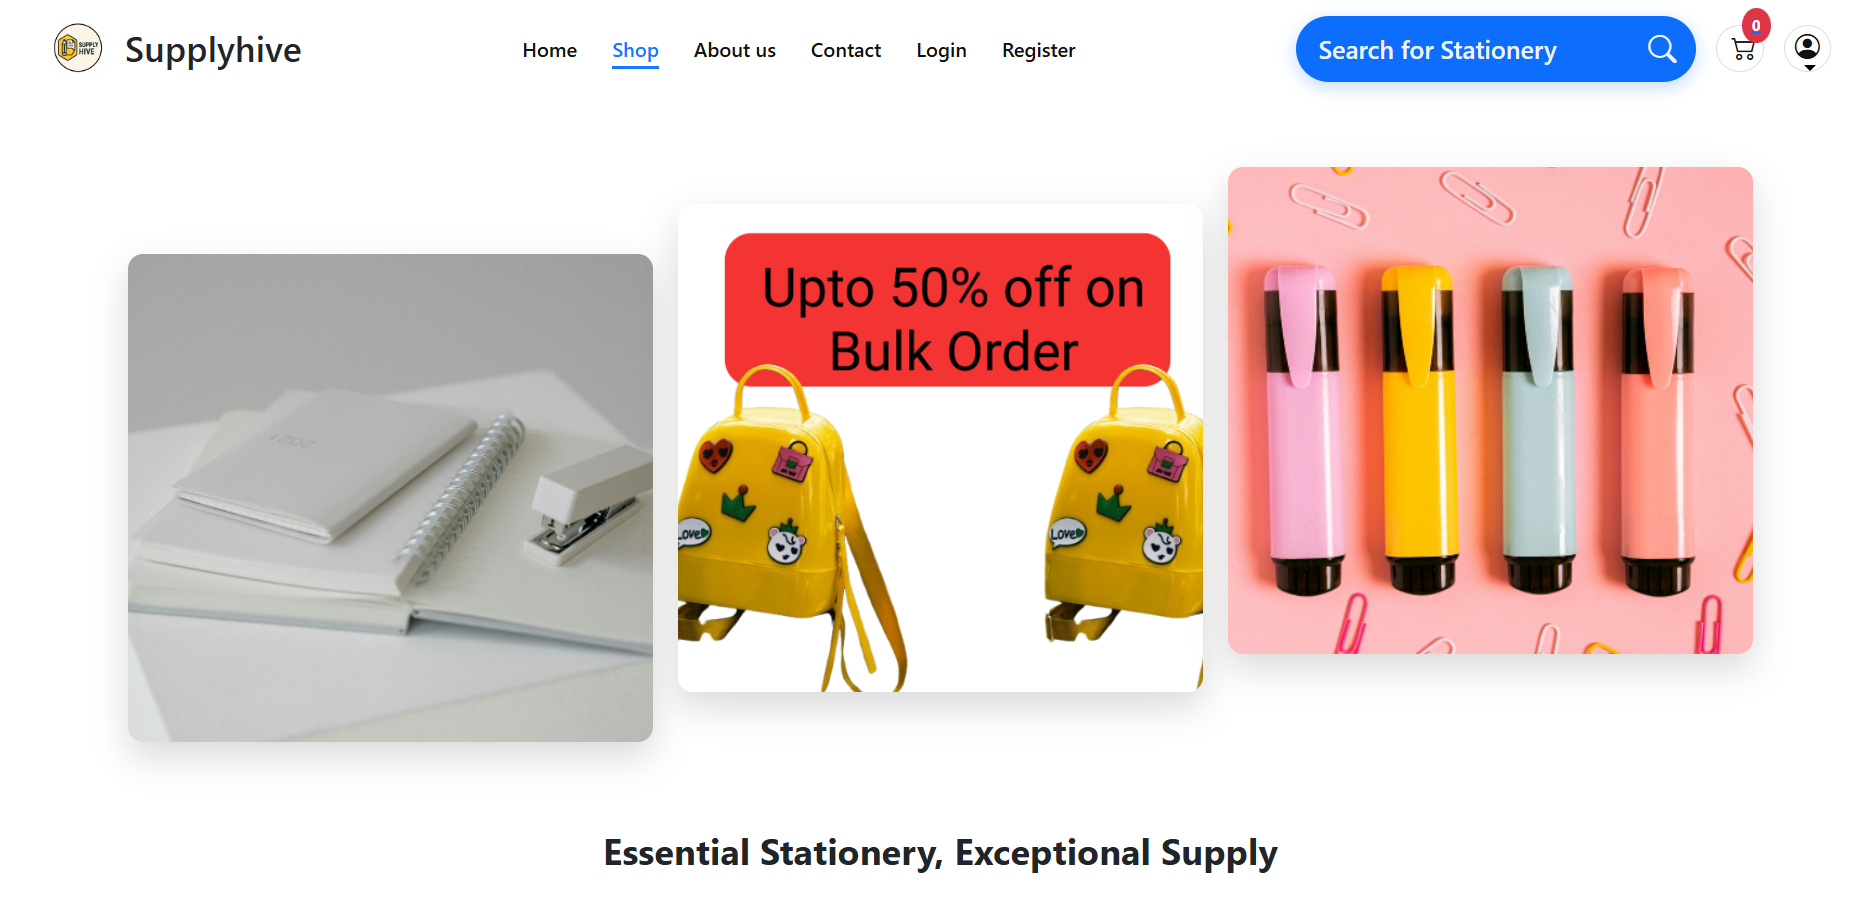 SUPPLY
HIVE
Supplyhive
Home
Shop
About us
Contact
Login
Register
Search for Stationery
0
2021
Upto 50% off on
Bulk Order
Love
Love
Essential Stationery, Exceptional Supply